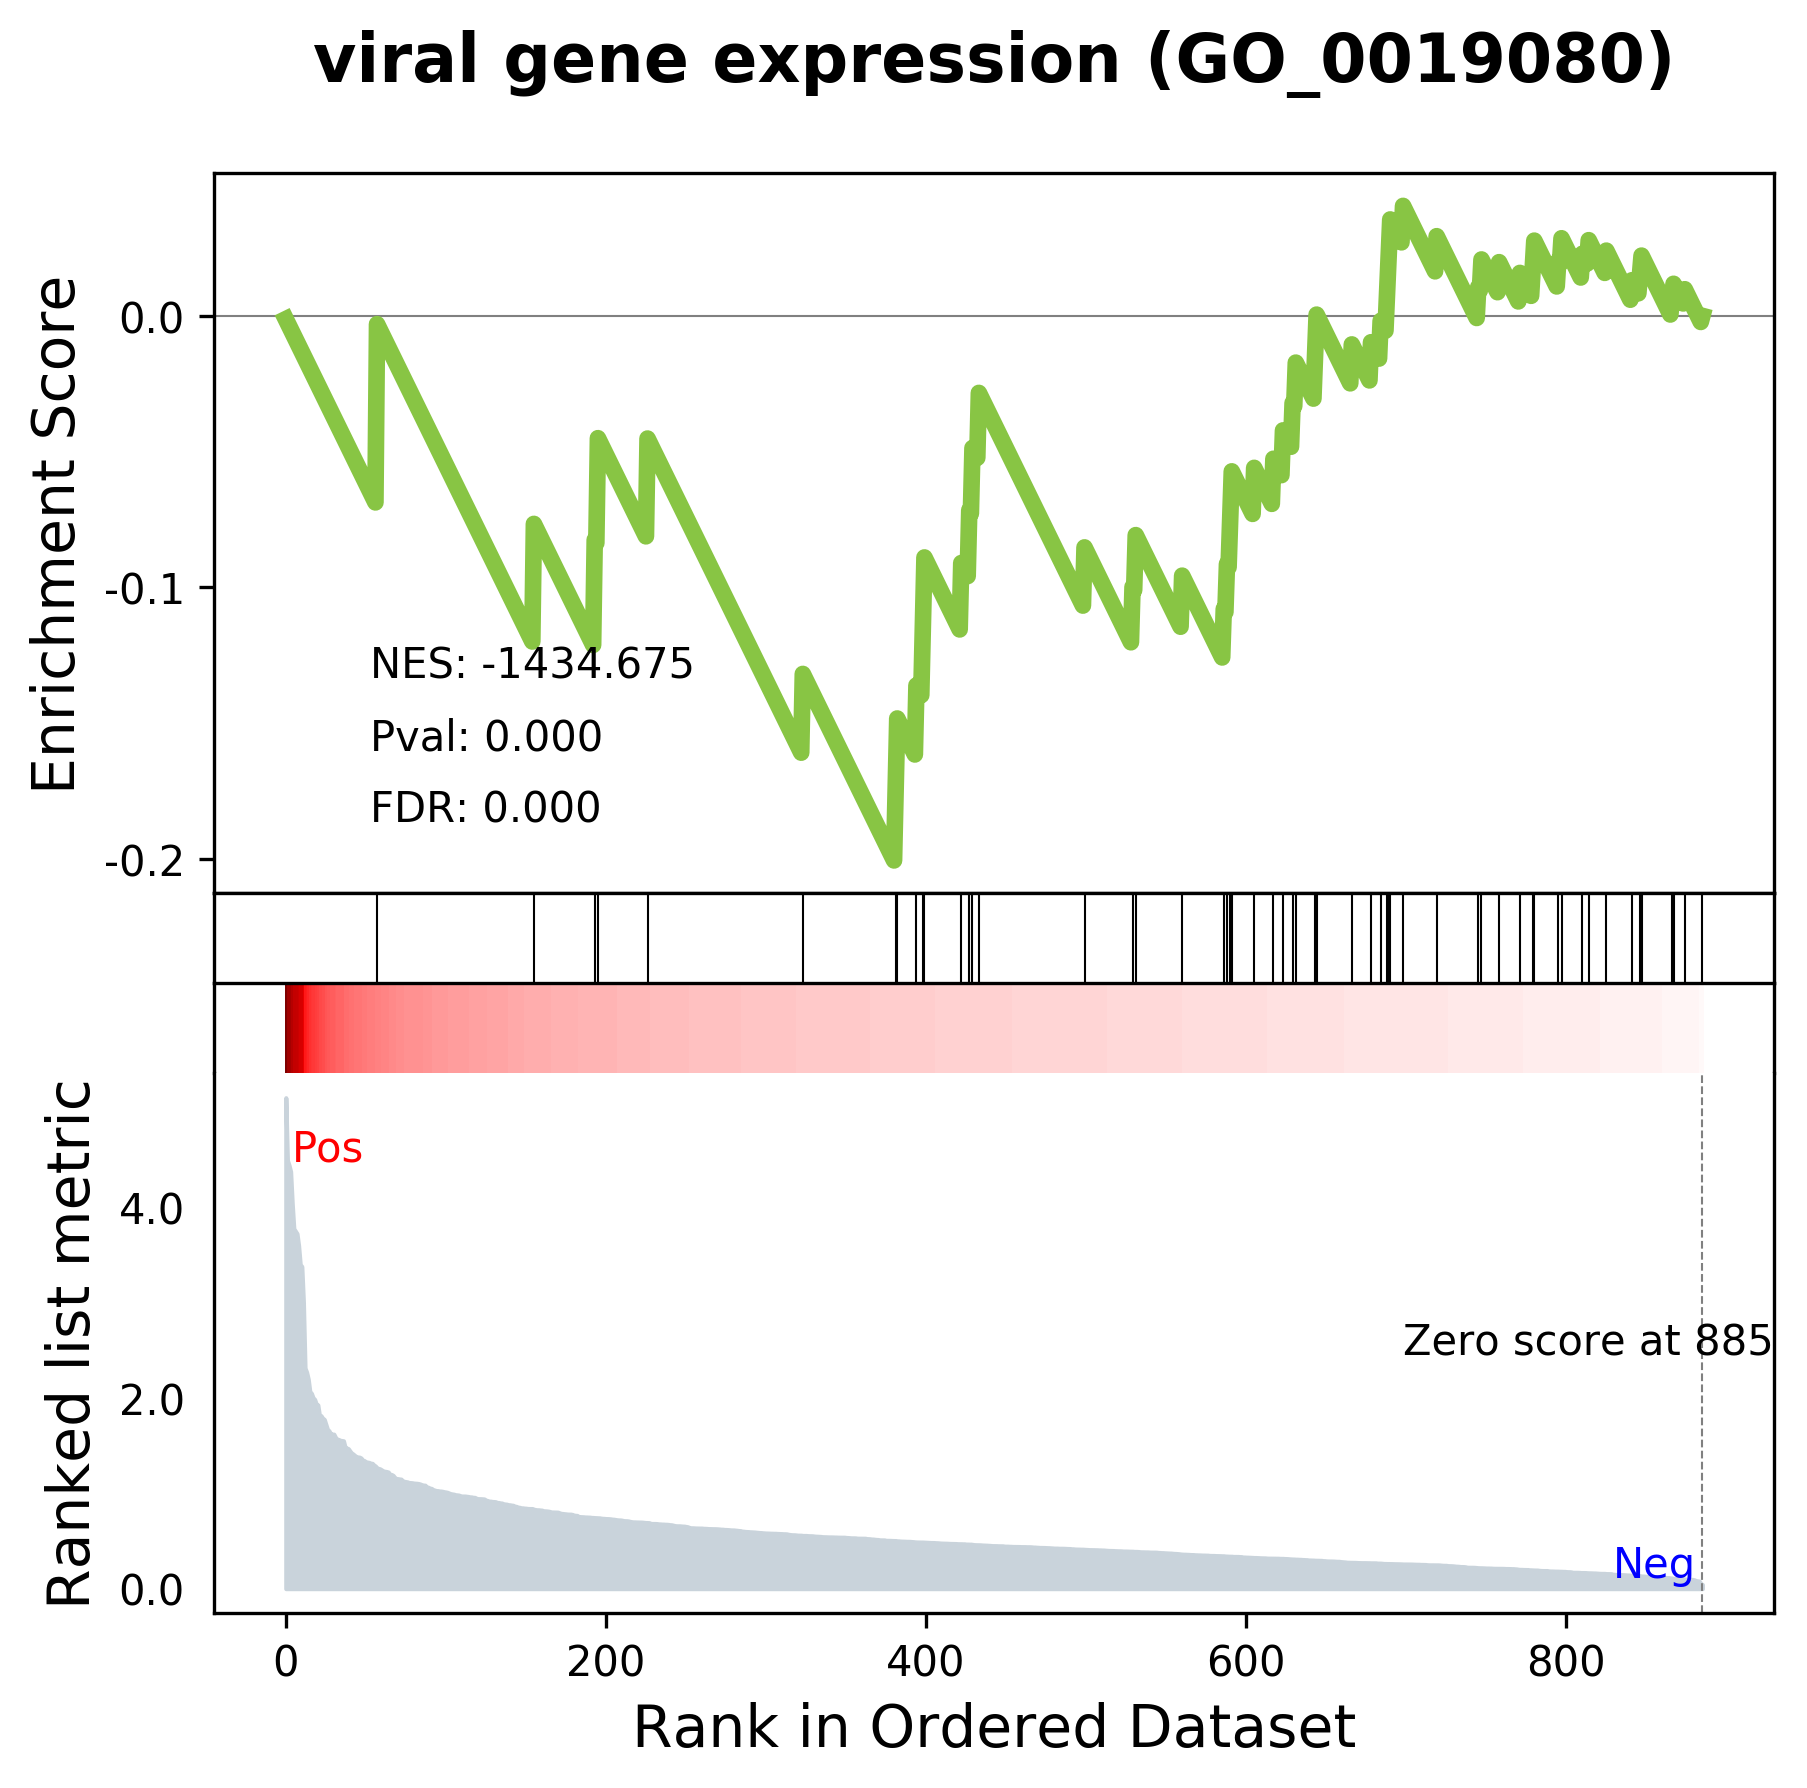 viral gene expression (GO_0019080)
Enrichment Score
0.0
-0.1
-0.2
NES: -1434.675
Pval: 0.000
FDR: 0.000
Ranked list metric
Pos
4.0
2.0
0.0
Zero score at 885
Neg
0 200 400 600 800
Rank in Ordered Dataset